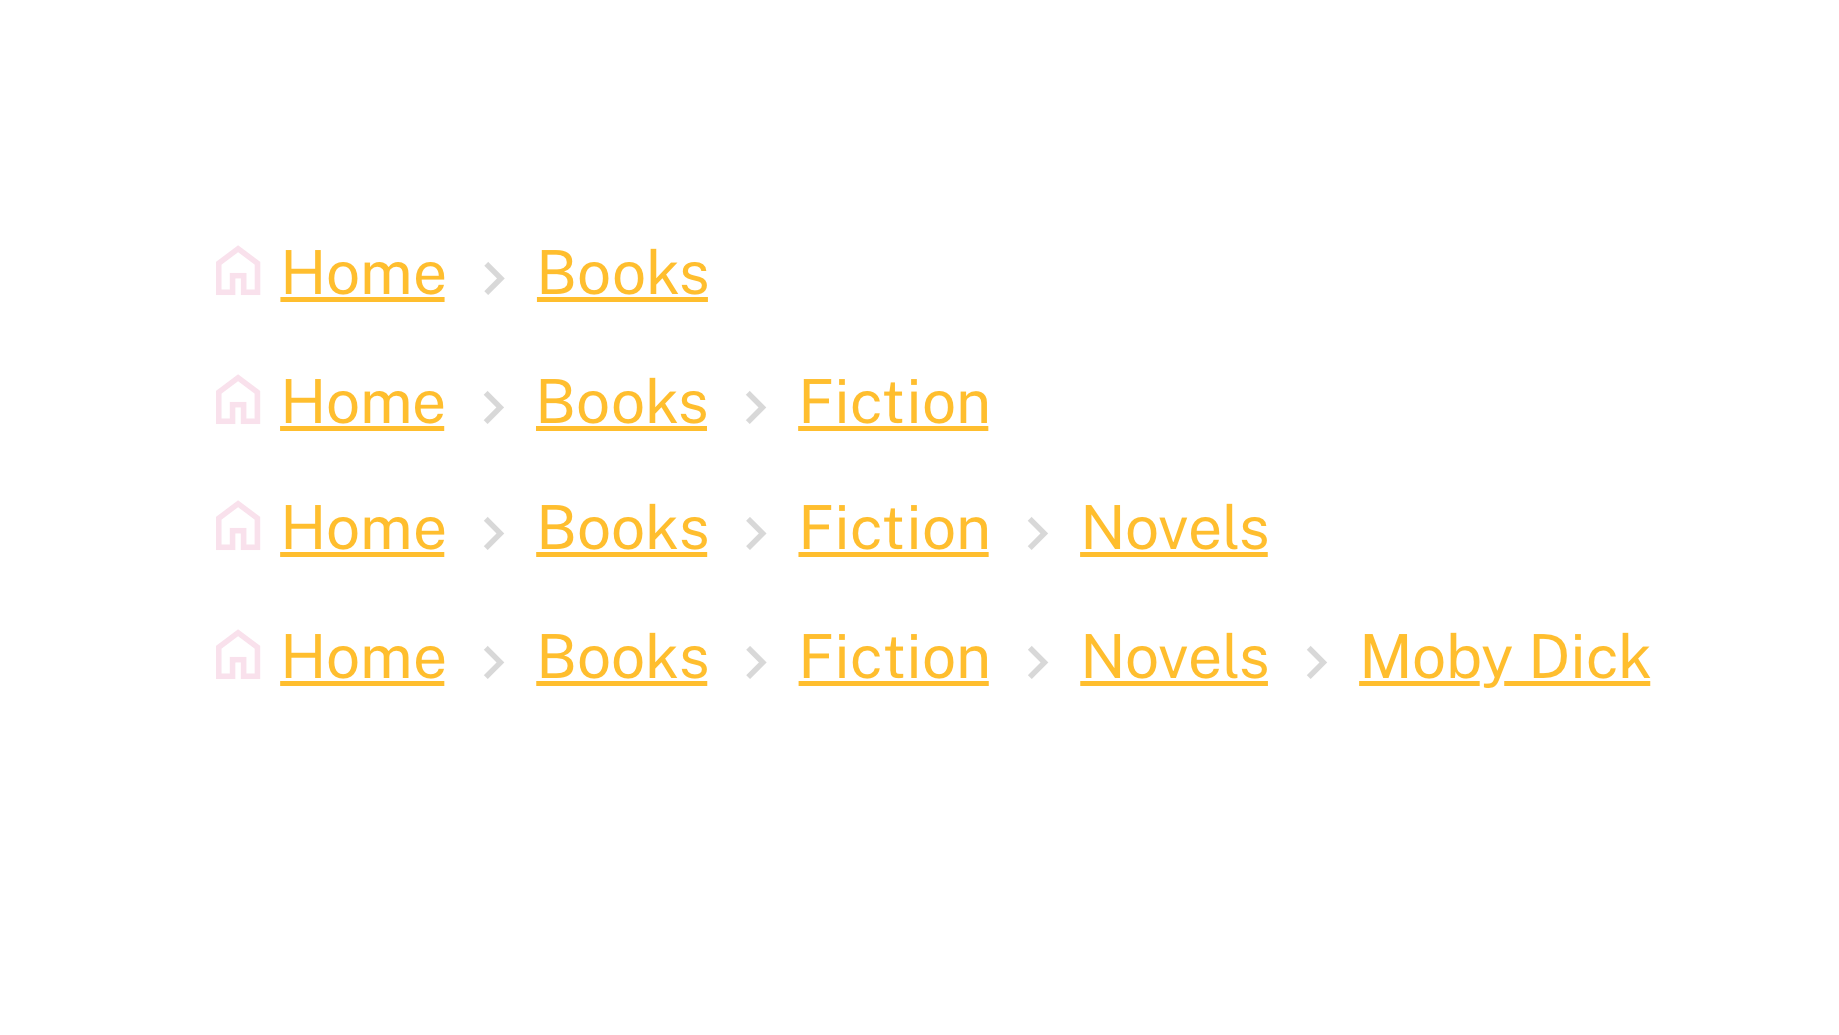 Home > Books
Home > Books > Fiction
Home > Books > Fiction > Novels
Home > Books > Fiction > Novels > Moby Dick